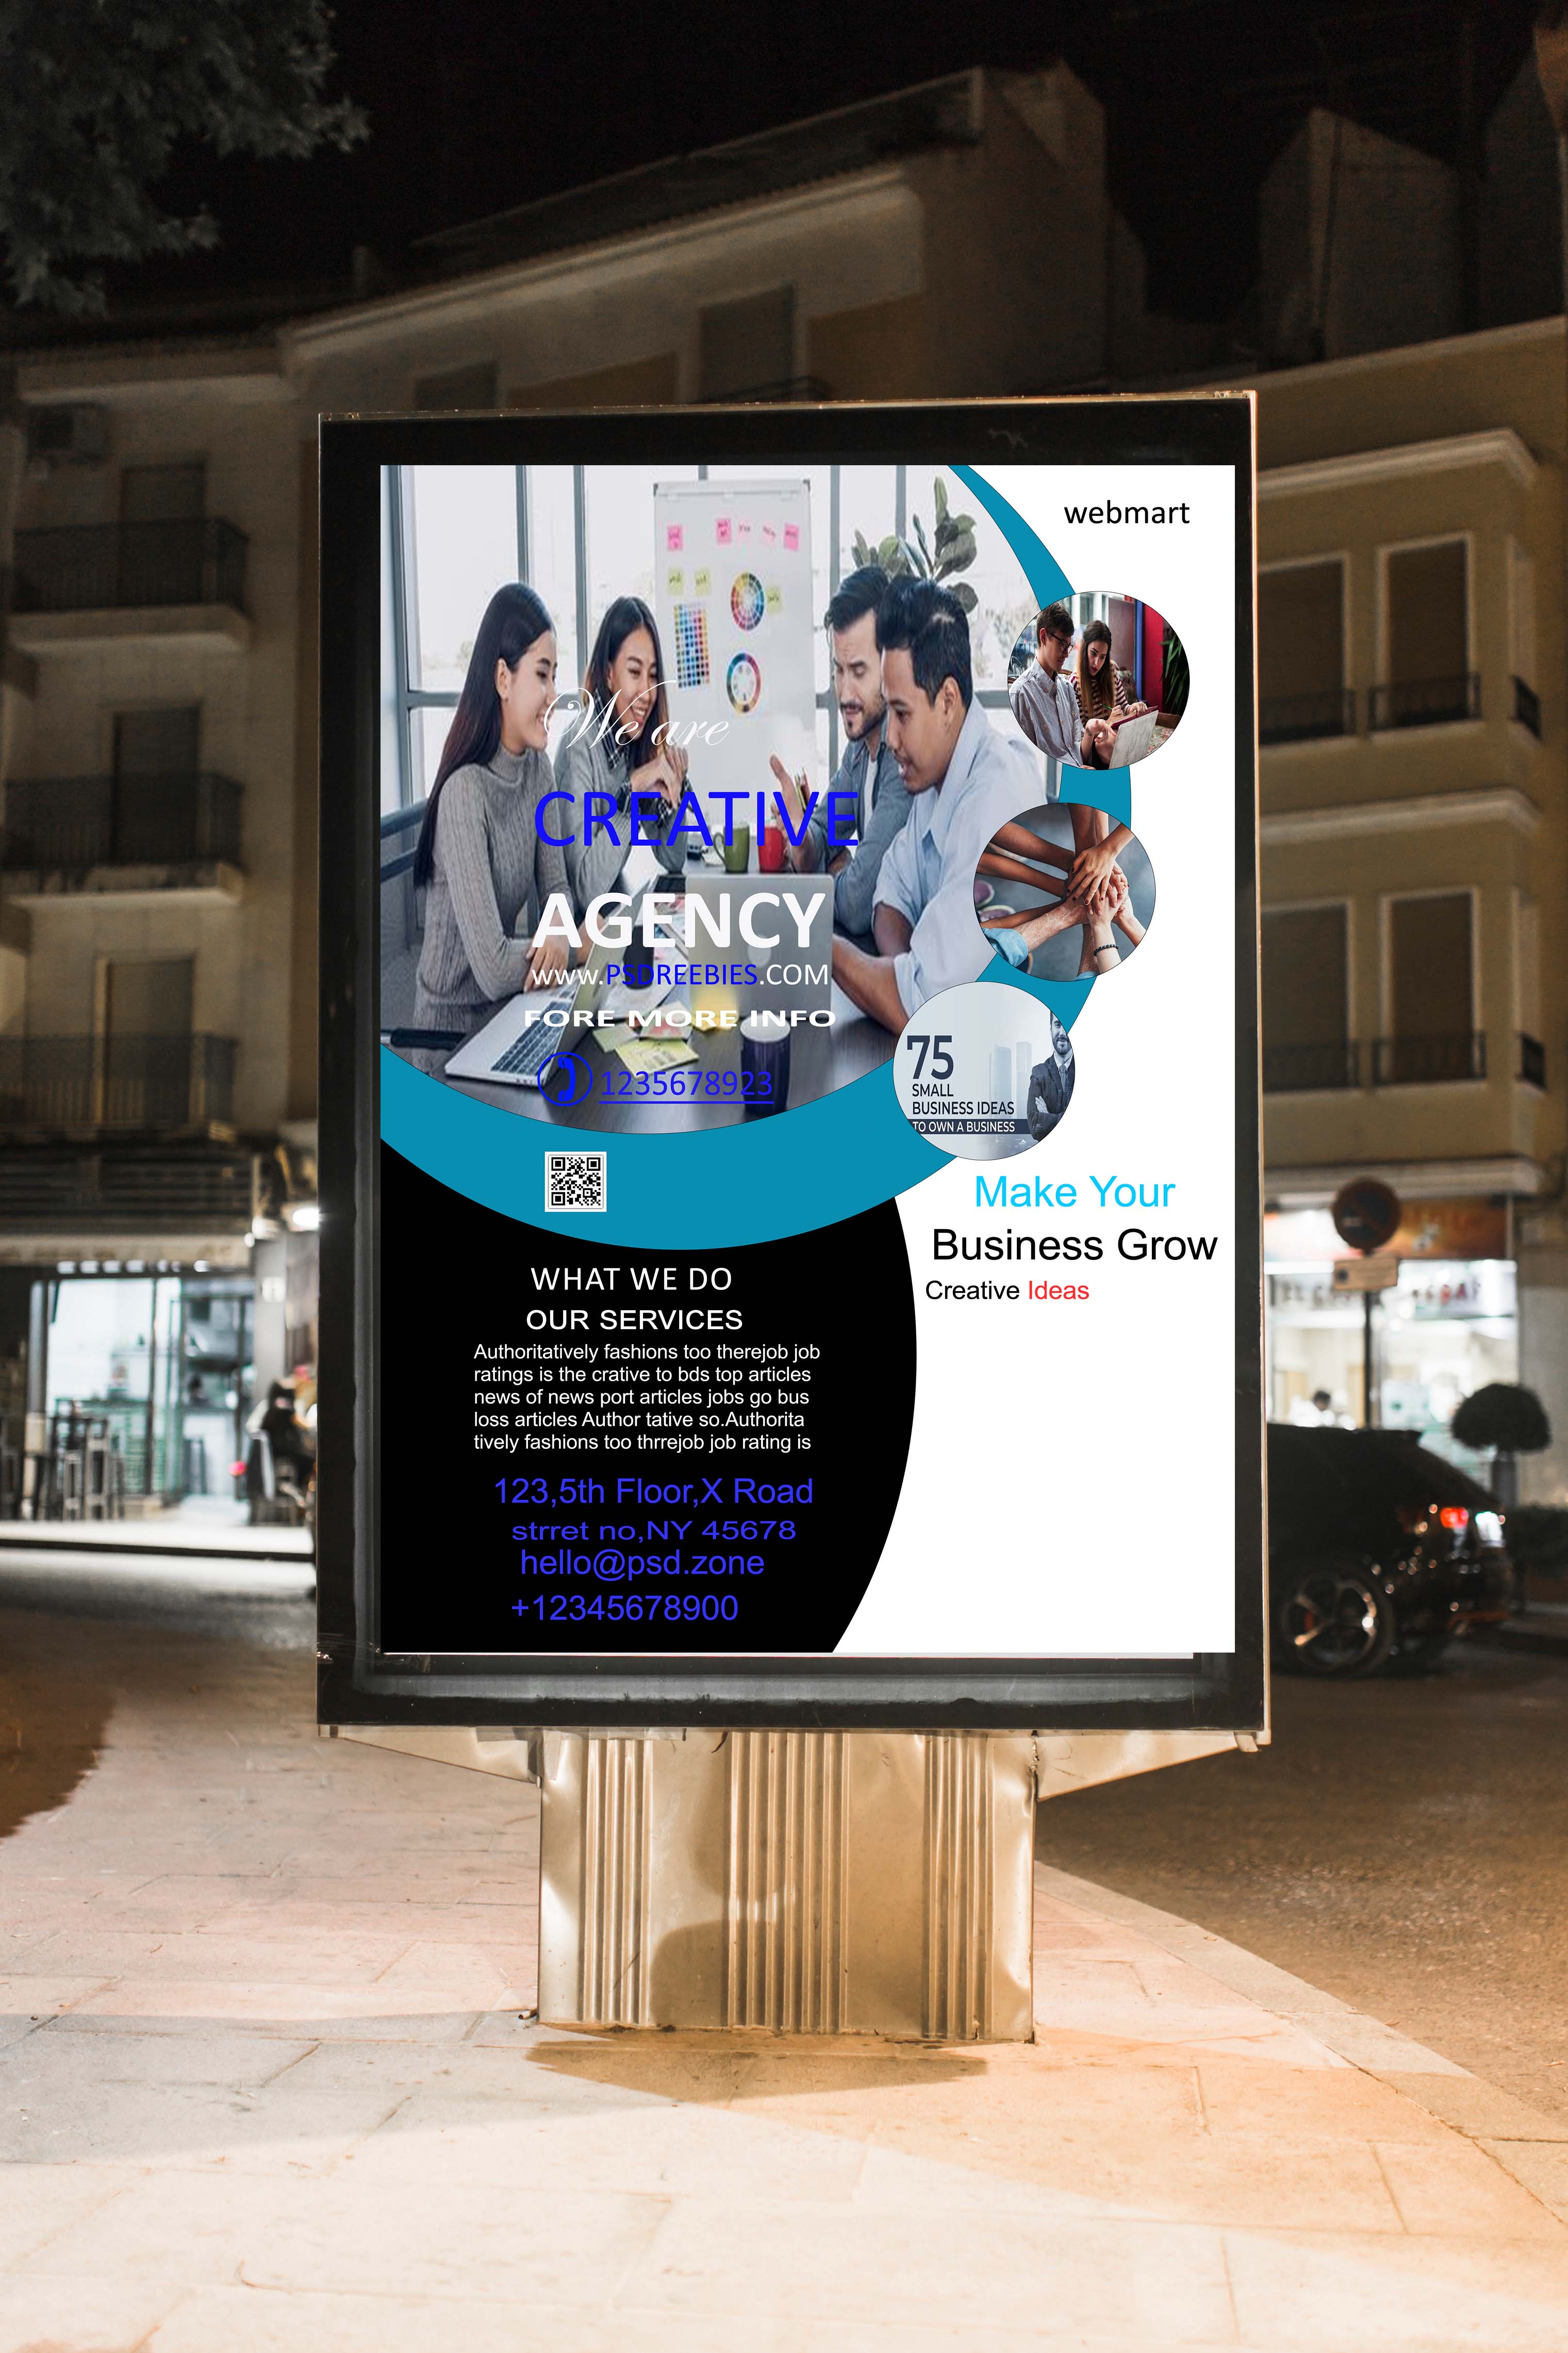 webmart
We are
CREATIVE
AGENCY
www.PSDREEBIES.COM
FORE MORE INFO
1235678923
75
SMALL
BUSINESS IDEAS
TO OWN A BUSINESS
Make Your
Business Grow
Creative Ideas
WHAT WE DO
OUR SERVICES
Authoritatively fashions too therejob job
ratings is the crative to bds top articles
news of news port articles jobs go bus
loss articles Author tative so.Authorita
tively fashions too thrrejob job rating is
123,5th Floor,X Road
strret no,NY 45678
hello@psd.zone
+12345678900